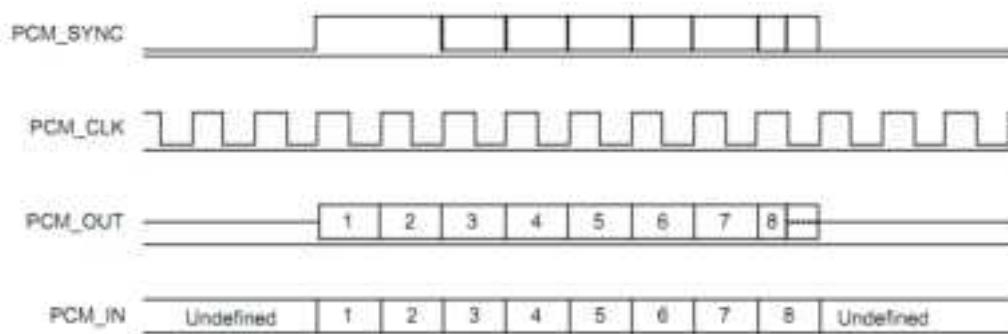 PCM_SYNC
PCM_CLK
PCM_OUT 1 2 3 4 5 6 7 8
PCM_IN Undefined 1 2 3 4 5 6 7 8 Undefined